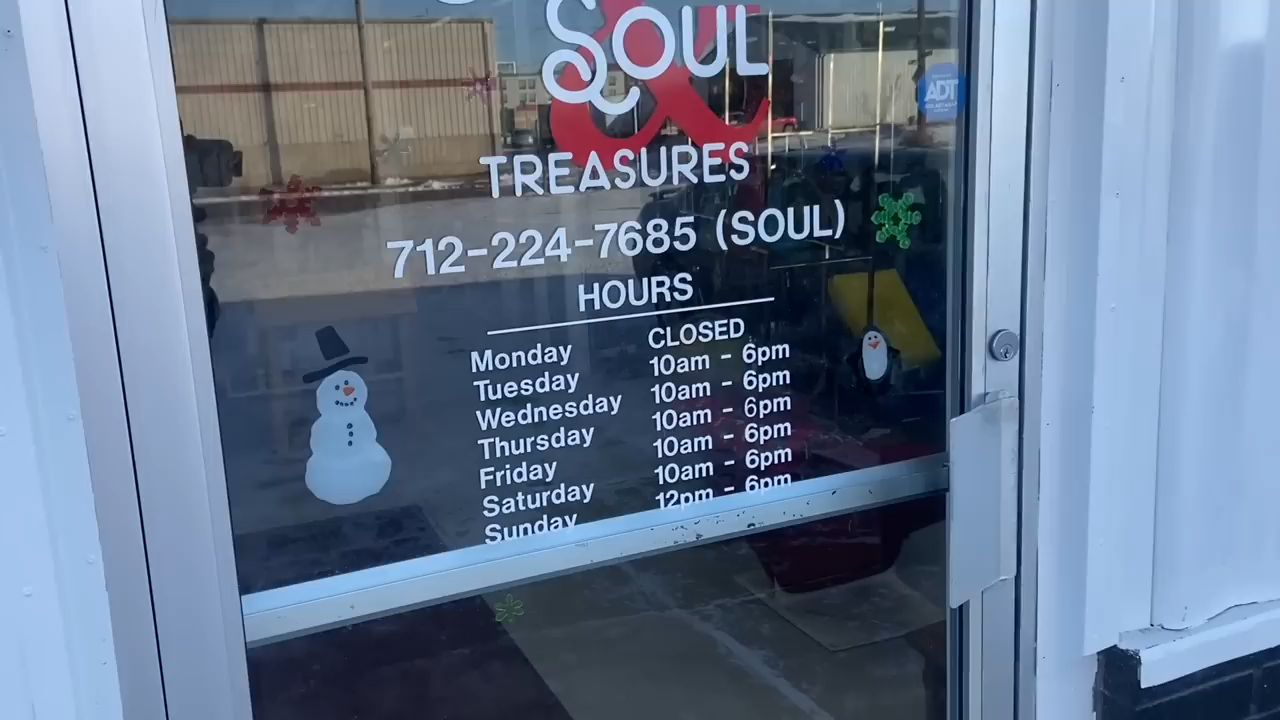 SOUL
&
ADT
TREASURES
712-224-7685 (SOUL)
HOURS
Monday CLOSED
Tuesday 10am - 6pm
Wednesday 10am - 6pm
Thursday 10am - 6pm
Friday 10am - 6pm
Saturday 10am - 6pm
Sunday 12pm - 6pm